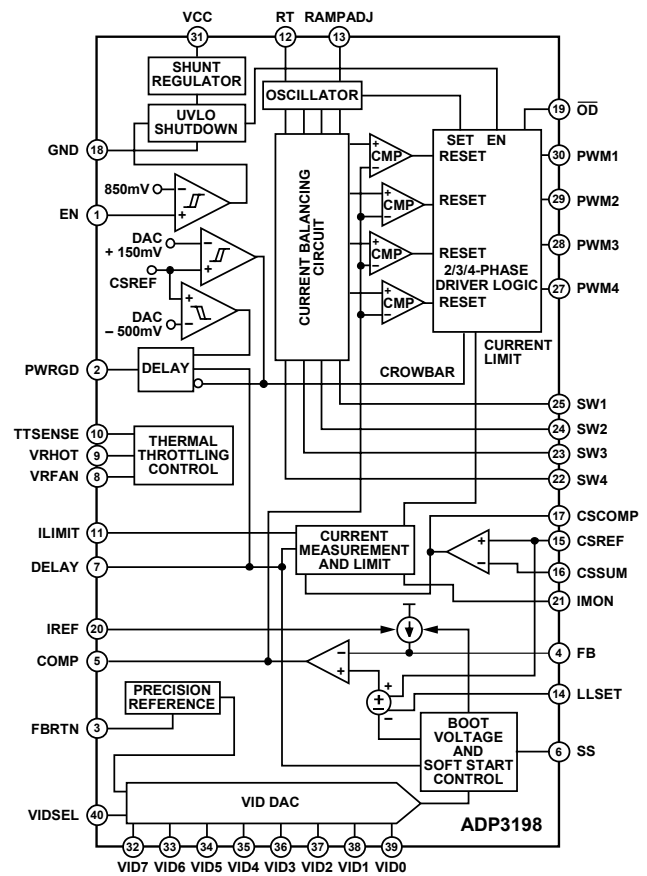 VCC
RT RAMPADJ
31
12
13
SHUNT
REGULATOR
OSCILLATOR
UVLO
SHUTDOWN
19
OD
GND
18
SET EN
850mV
–
+
EN
1
CURRENT BALANCING
CIRCUIT
+
–
CMP
RESET
30
PWM1
+
–
CMP
RESET
29
PWM2
DAC
+ 150mV
–
+
CSREF
+
–
CMP
RESET
28
PWM3
2/3/4-PHASE
DRIVER LOGIC
+
–
CMP
RESET
27
PWM4
DAC
– 500mV
+
–
CURRENT
LIMIT
PWRGD
2
DELAY
CROWBAR
25
SW1
24
SW2
23
SW3
22
SW4
TTSENSE
10
VRHOT
9
VRFAN
8
THERMAL
THROTTLING
CONTROL
17
CSCOMP
ILIMIT
11
CURRENT
MEASUREMENT
AND LIMIT
+
–
15
CSREF
DELAY
7
16
CSSUM
21
IMON
IREF
20
COMP
5
–
+
4
FB
+
±
–
14
LLSET
PRECISION
REFERENCE
FBRTN
3
BOOT
VOLTAGE
AND
SOFT START
CONTROL
6
SS
VID DAC
VIDSEL
40
ADP3198
32
33
34
35
36
37
38
39
VID7 VID6 VID5 VID4 VID3 VID2 VID1 VID0